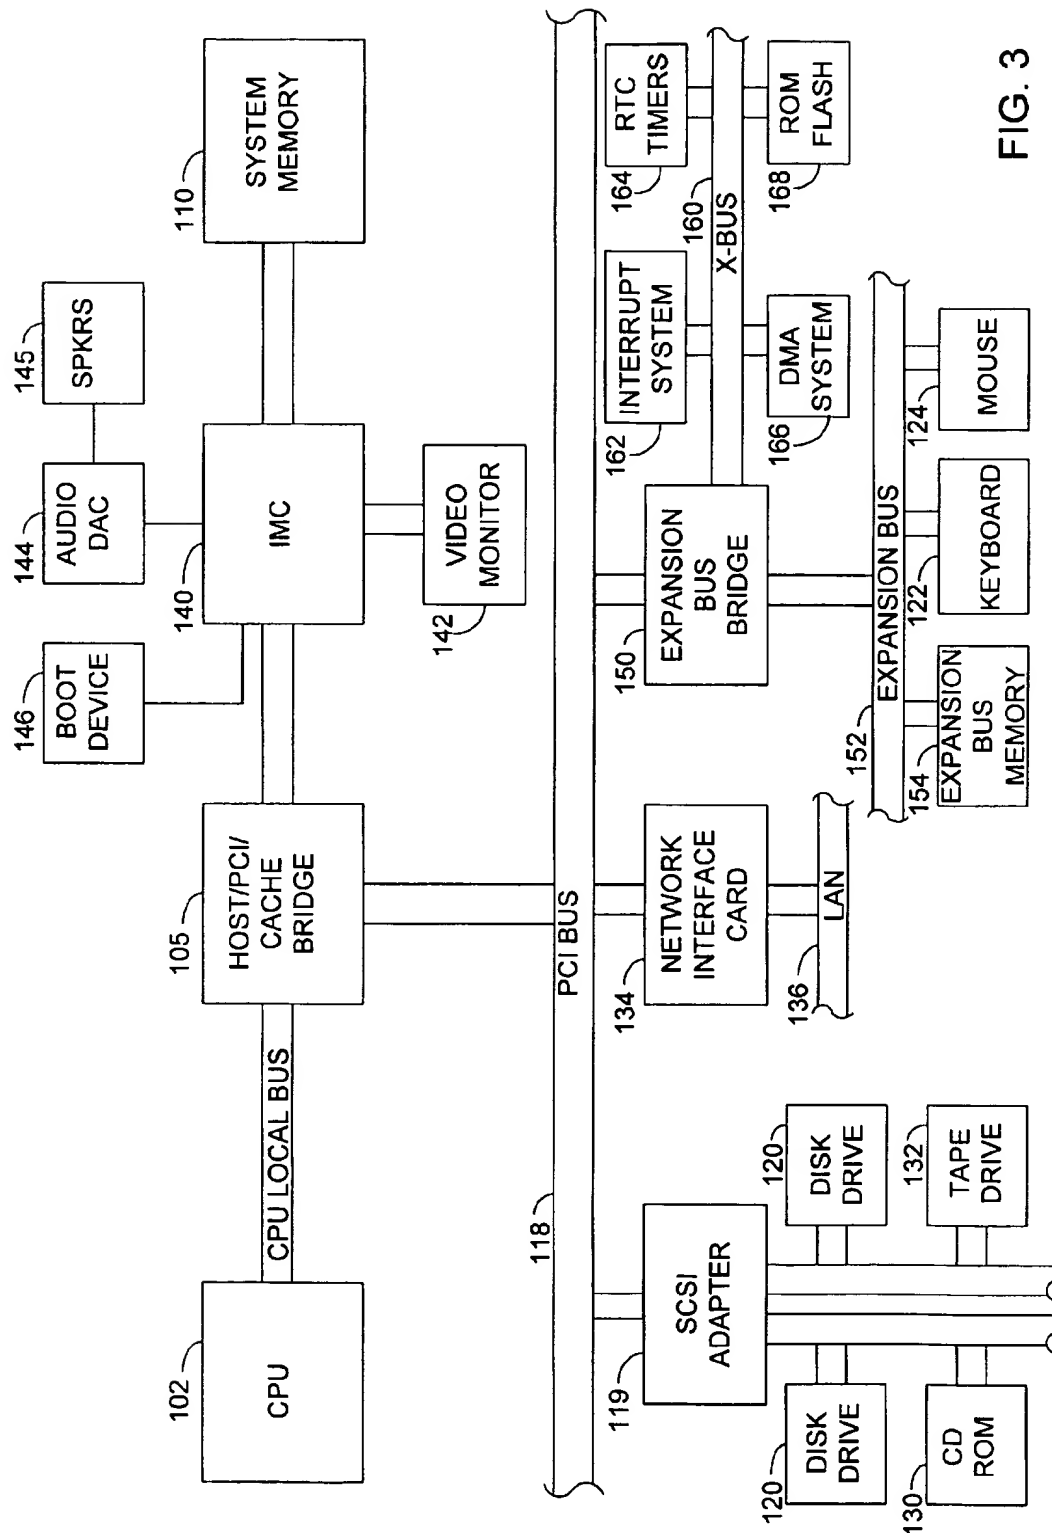 146
BOOT
DEVICE
144
AUDIO
DAC
145
SPKRS
102
CPU
CPU LOCAL BUS
105
HOST/PCI/
CACHE
BRIDGE
140
IMC
110
SYSTEM
MEMORY
142
VIDEO
MONITOR
118
PCI BUS
119
SCSI
ADAPTER
120
DISK
DRIVE
120
DISK
DRIVE
130
CD
ROM
132
TAPE
DRIVE
134
NETWORK
INTERFACE
CARD
136
LAN
150
EXPANSION
BUS
BRIDGE
162
INTERRUPT
SYSTEM
164
RTC
TIMERS
160
X-BUS
166
DMA
SYSTEM
168
ROM
FLASH
152
EXPANSION BUS
154
EXPANSION
BUS
MEMORY
122
KEYBOARD
124
MOUSE
FIG. 3